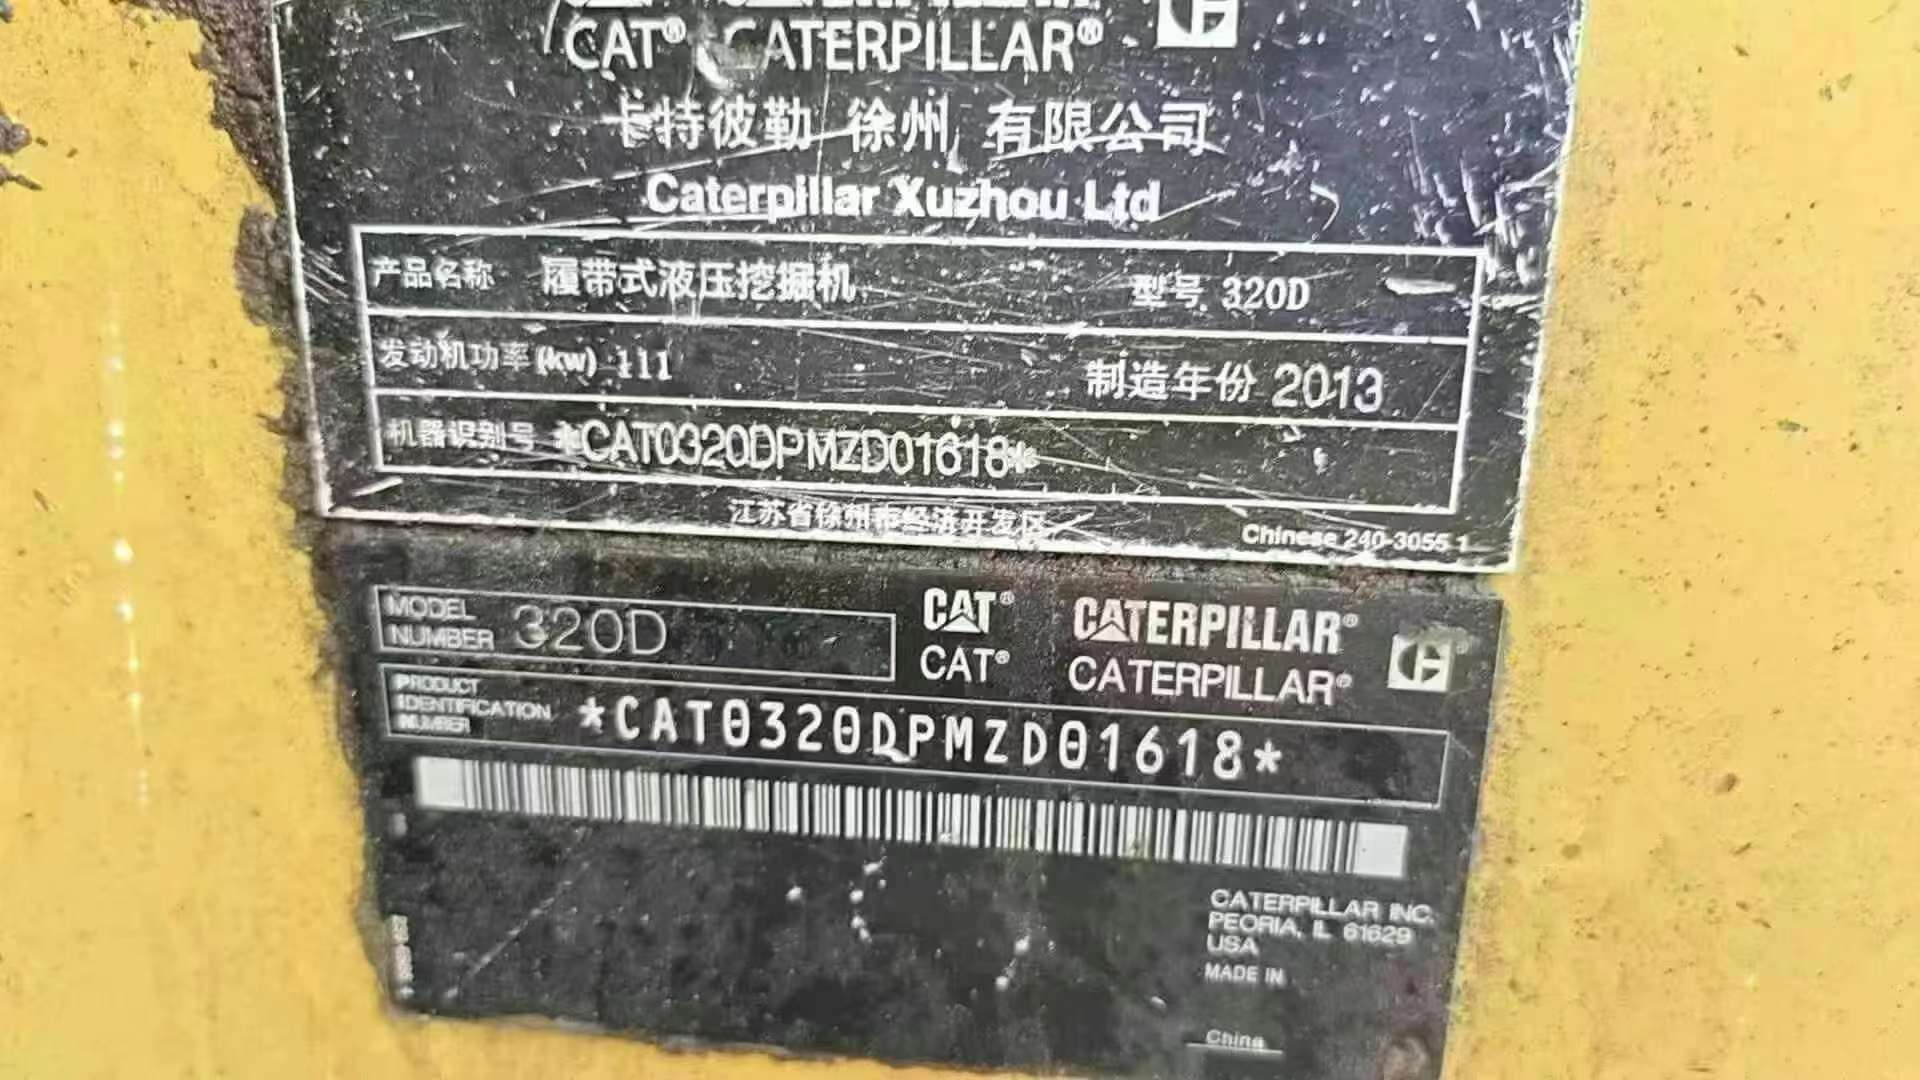 CAT® CATERPILLAR®
卡特彼勒 徐州 有限公司
Caterpillar Xuzhou Ltd
产品名称 履带式液压挖掘机 型号 320D
发动机功率(kw) 111 制造年份 2013
机器识别号 *CAT0320DPMZD01618*
江苏省徐州市经济开发区
Chinese 240-3055 1
MODEL NUMBER 320D
CAT® CATERPILLAR®
CAT® CATERPILLAR®
PRODUCT IDENTIFICATION NUMBER *CAT0320DPMZD01618*
CATERPILLAR INC.
PEORIA, IL 61629
USA
MADE IN
China